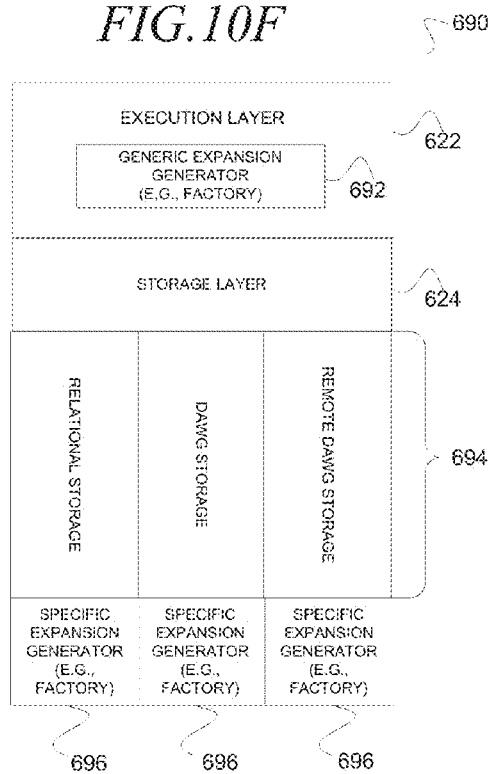 FIG.10F
690
EXECUTION LAYER
622
GENERIC EXPANSION
GENERATOR
(E.G., FACTORY)
692
STORAGE LAYER
624
RELATIONAL STORAGE
DAWG STORAGE
REMOTE DAWG STORAGE
694
SPECIFIC
EXPANSION
GENERATOR
(E.G.,
FACTORY)
SPECIFIC
EXPANSION
GENERATOR
(E.G.,
FACTORY)
SPECIFIC
EXPANSION
GENERATOR
(E.G.,
FACTORY)
696
696
696